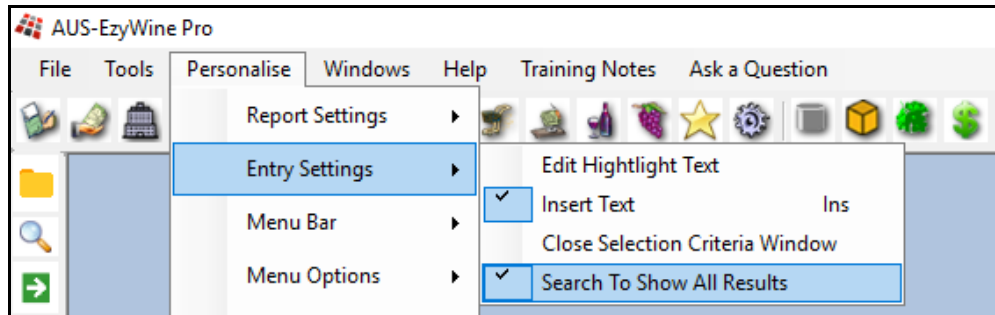 AUS-EzyWine Pro
File Tools Personalise Windows Help Training Notes Ask a Question
Report Settings
Entry Settings
Menu Bar
Menu Options
Edit Hightlight Text
Insert Text Ins
Close Selection Criteria Window
Search To Show All Results